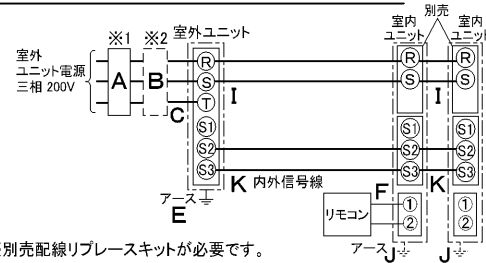 別売
※1 ※2 室外ユニット 室内ユニット 室内ユニット
室外
ユニット電源
三相 200V
A B C
R S T S1 S2 S3
I I
R S S1 S2 S3 ① ②
R S S1 S2 S3 ① ②
K 内外信号線 F K
アース
E
リモコン
アース J J
別売配線リプレースキットが必要です。